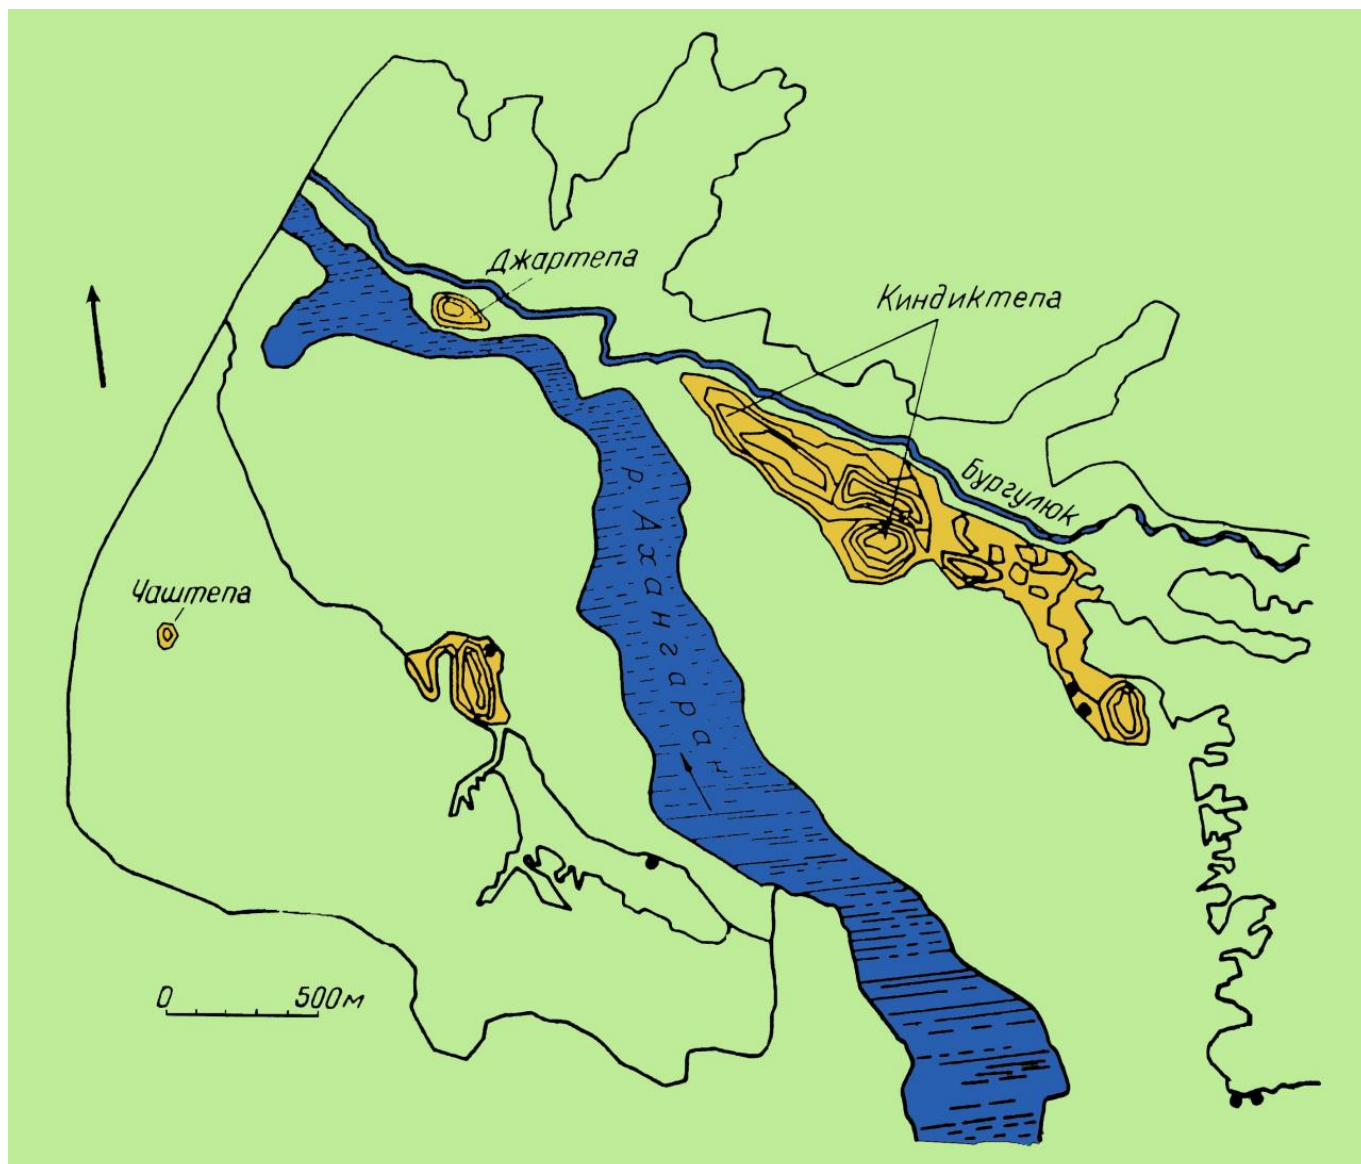 Джартепа
Киндиктепа
Бургулюк
р. Ахангаран
Чаштепа
0 500м